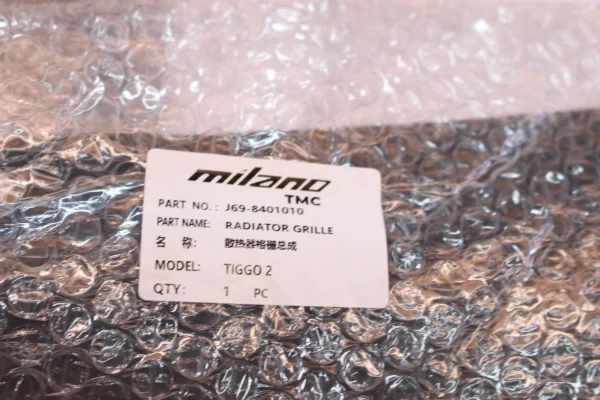 milano
TMC
PART NO.: J69-8401010
PART NAME: RADIATOR GRILLE
名 称: 散热器格栅总成
MODEL: TIGGO 2
QTY: 1 PC